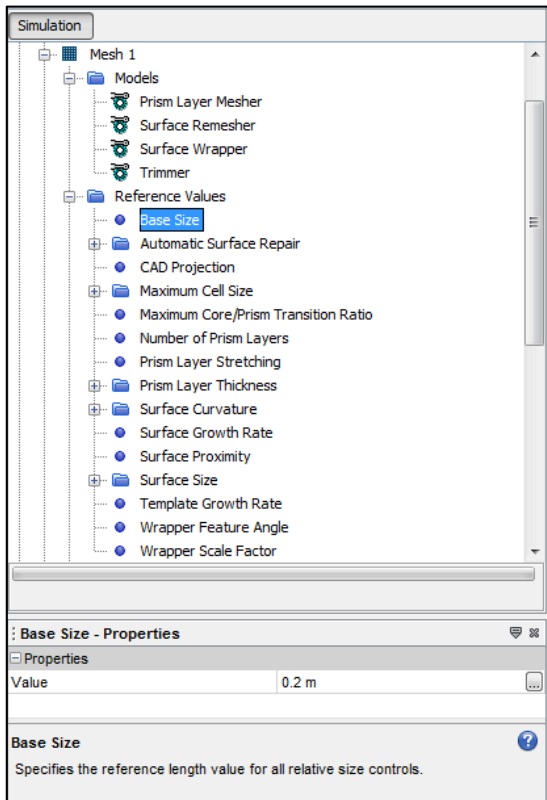 Simulation
Mesh 1
Models
Prism Layer Mesher
Surface Remesher
Surface Wrapper
Trimmer
Reference Values
Base Size
Automatic Surface Repair
CAD Projection
Maximum Cell Size
Maximum Core/Prism Transition Ratio
Number of Prism Layers
Prism Layer Stretching
Prism Layer Thickness
Surface Curvature
Surface Growth Rate
Surface Proximity
Surface Size
Template Growth Rate
Wrapper Feature Angle
Wrapper Scale Factor
Base Size - Properties
Properties
Value 0.2 m ...
Base Size
Specifies the reference length value for all relative size controls.